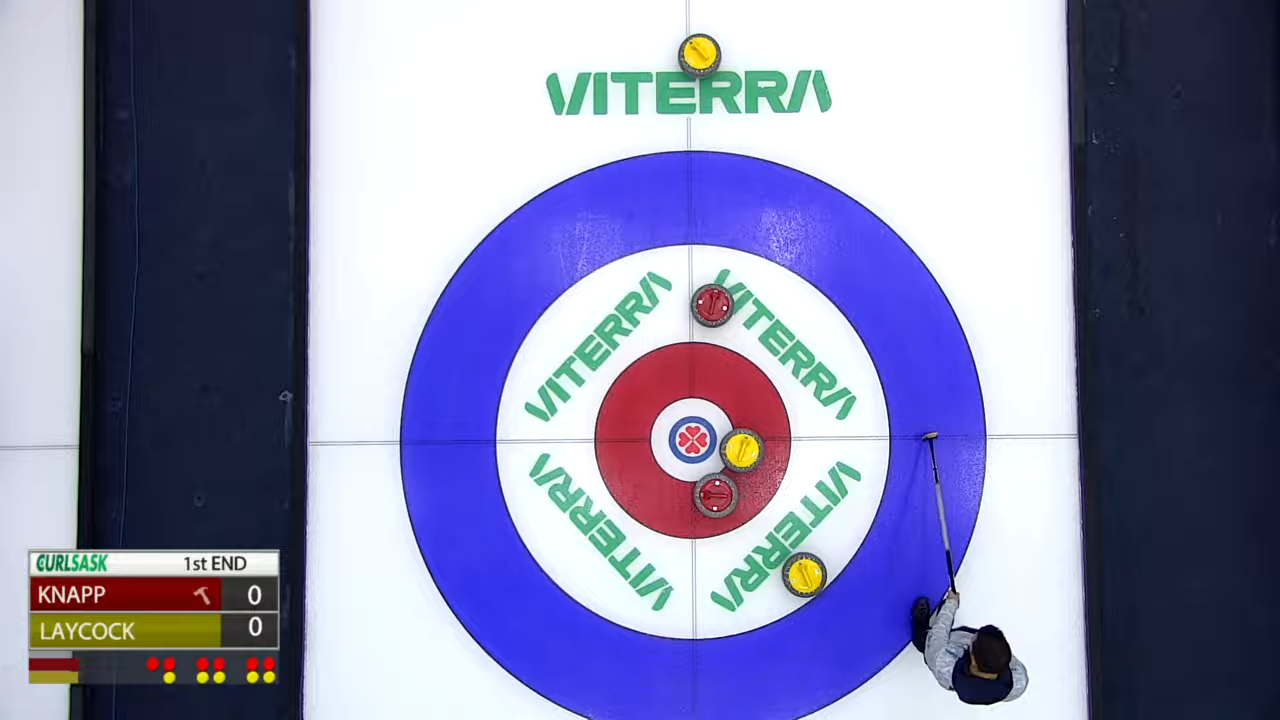 VITERRA
VITERRA
VITERRA
VITERRA
VITERRA
CURLSASK 1st END
KNAPP 0
LAYCOCK 0